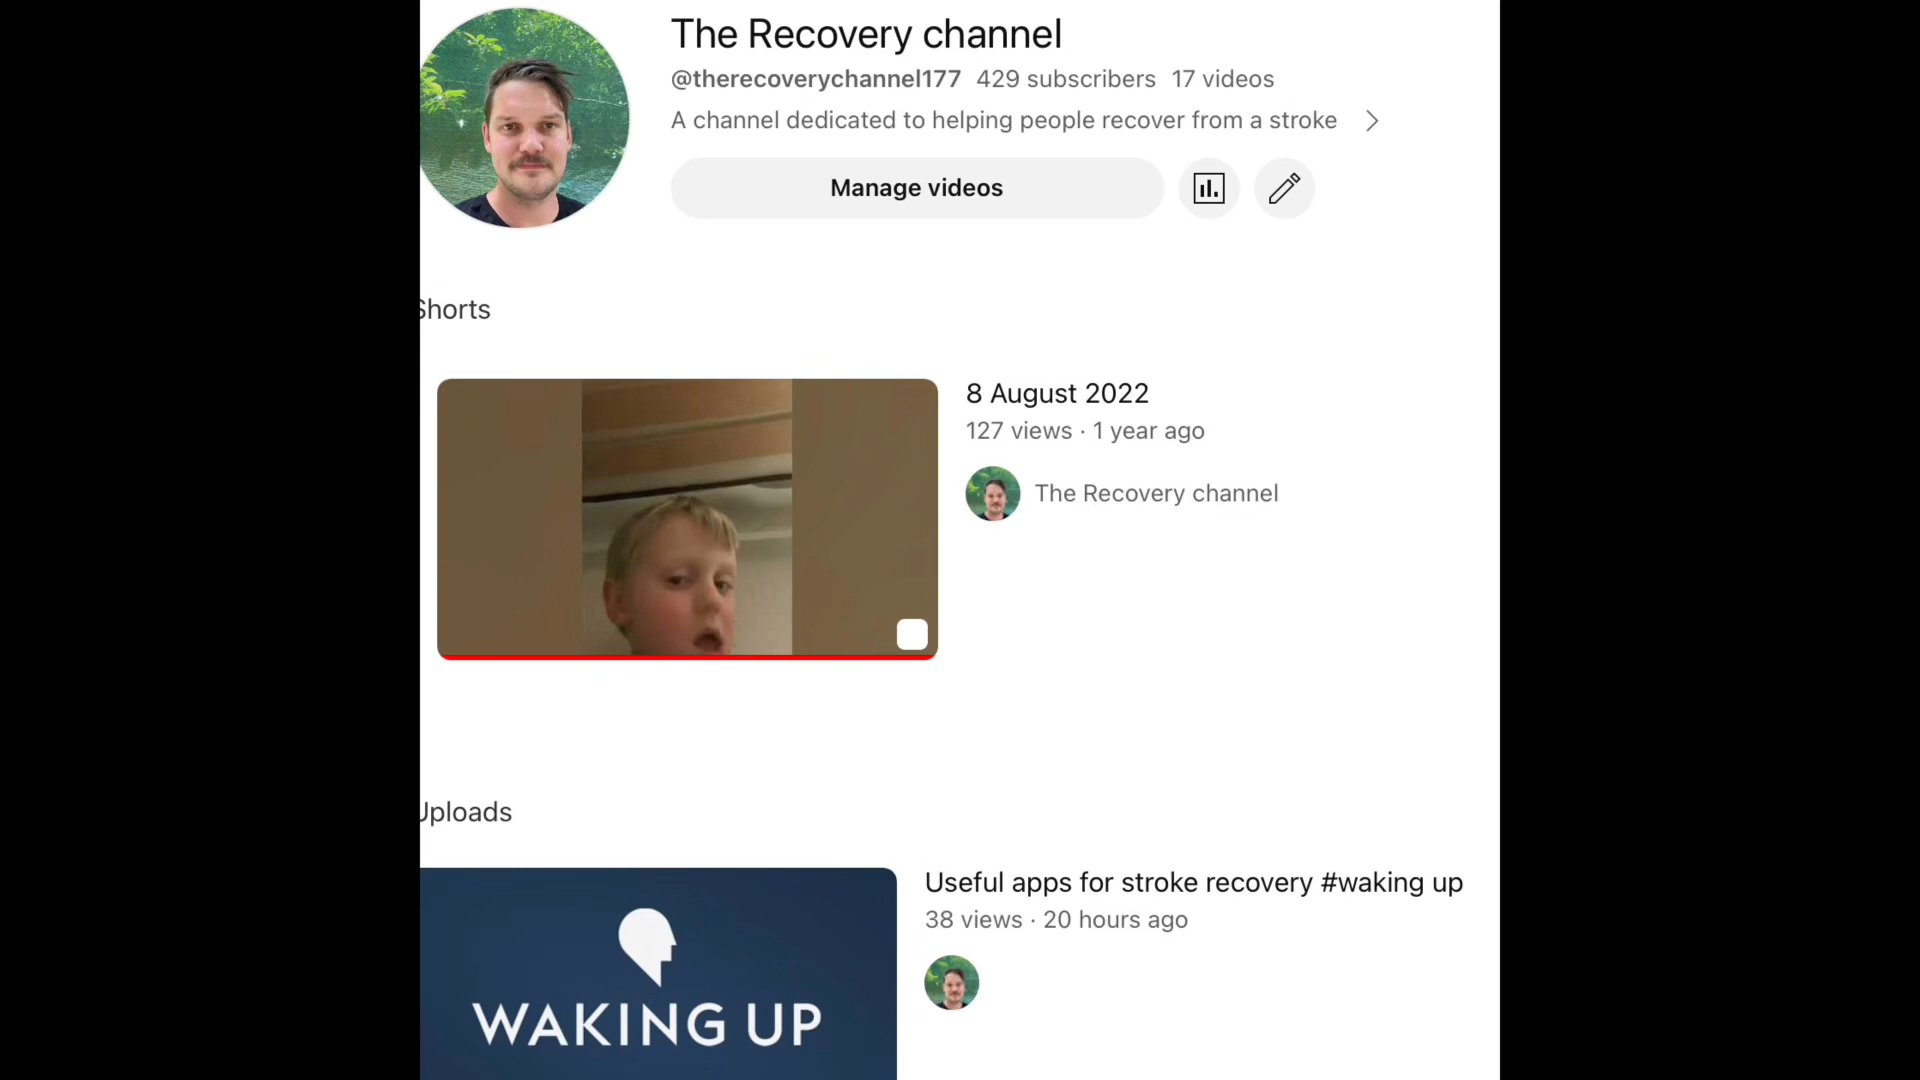 The Recovery channel
@therecoverychannel177 429 subscribers 17 videos
A channel dedicated to helping people recover from a stroke
Manage videos
Shorts
8 August 2022
127 views · 1 year ago
The Recovery channel
Uploads
Useful apps for stroke recovery #waking up
38 views · 20 hours ago
WAKING UP